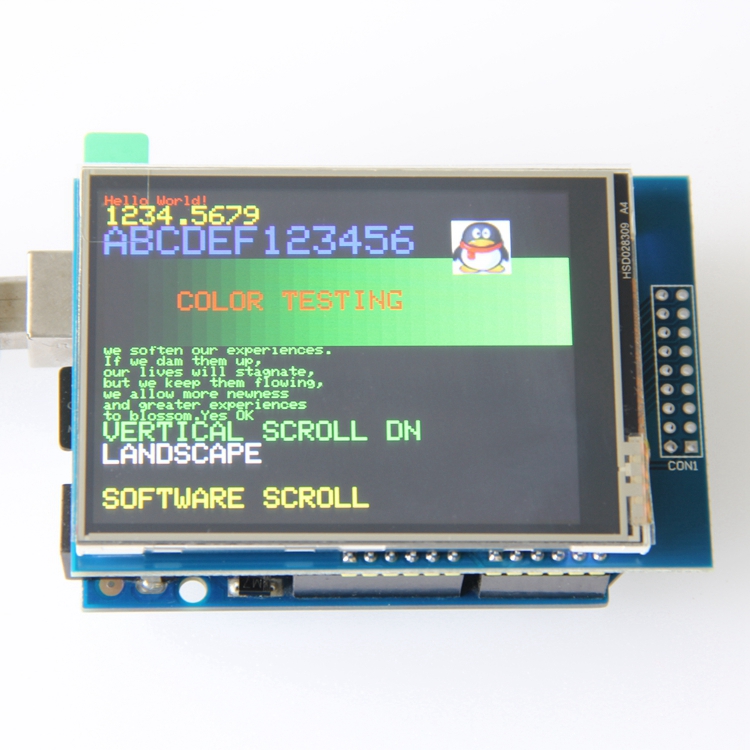 Hello World!
1234.5679
ABCDEF123456
COLOR TESTING
we soften our experiences.
If we dam them up,
our lives will stagnate,
but we keep them flowing,
we allow more newness
and greater experiences
to blossom.Yes OK
VERTICAL SCROLL DN
LANDSCAPE
SOFTWARE SCROLL
HSD028309 A4
CON1